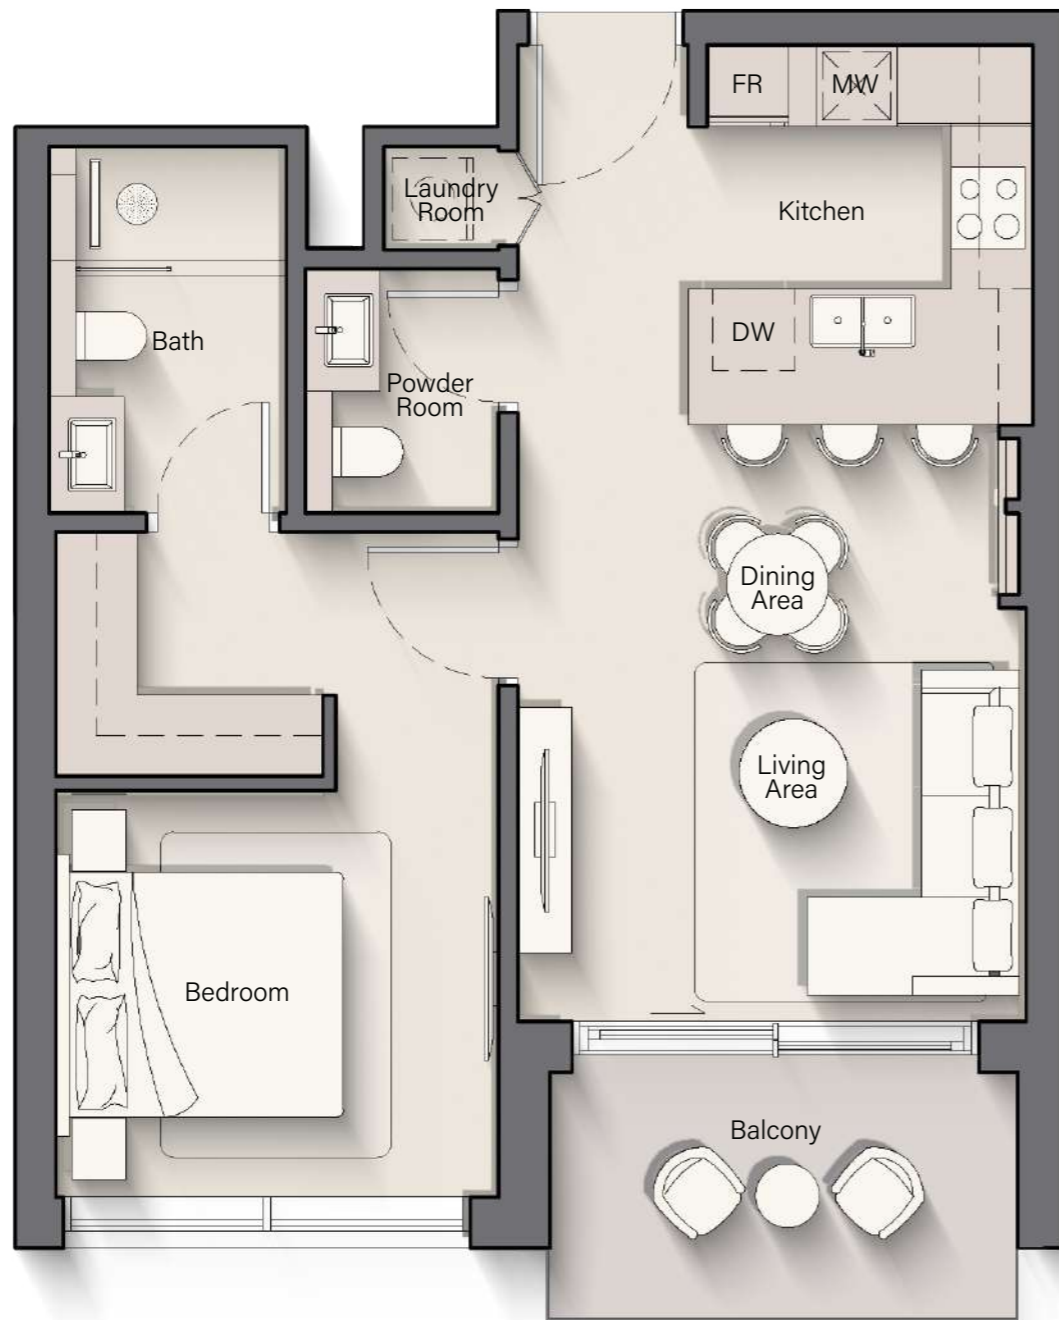 FR
MW
Laundry
Room
Kitchen
Bath
DW
Powder
Room
Dining
Area
Living
Area
Bedroom
Balcony